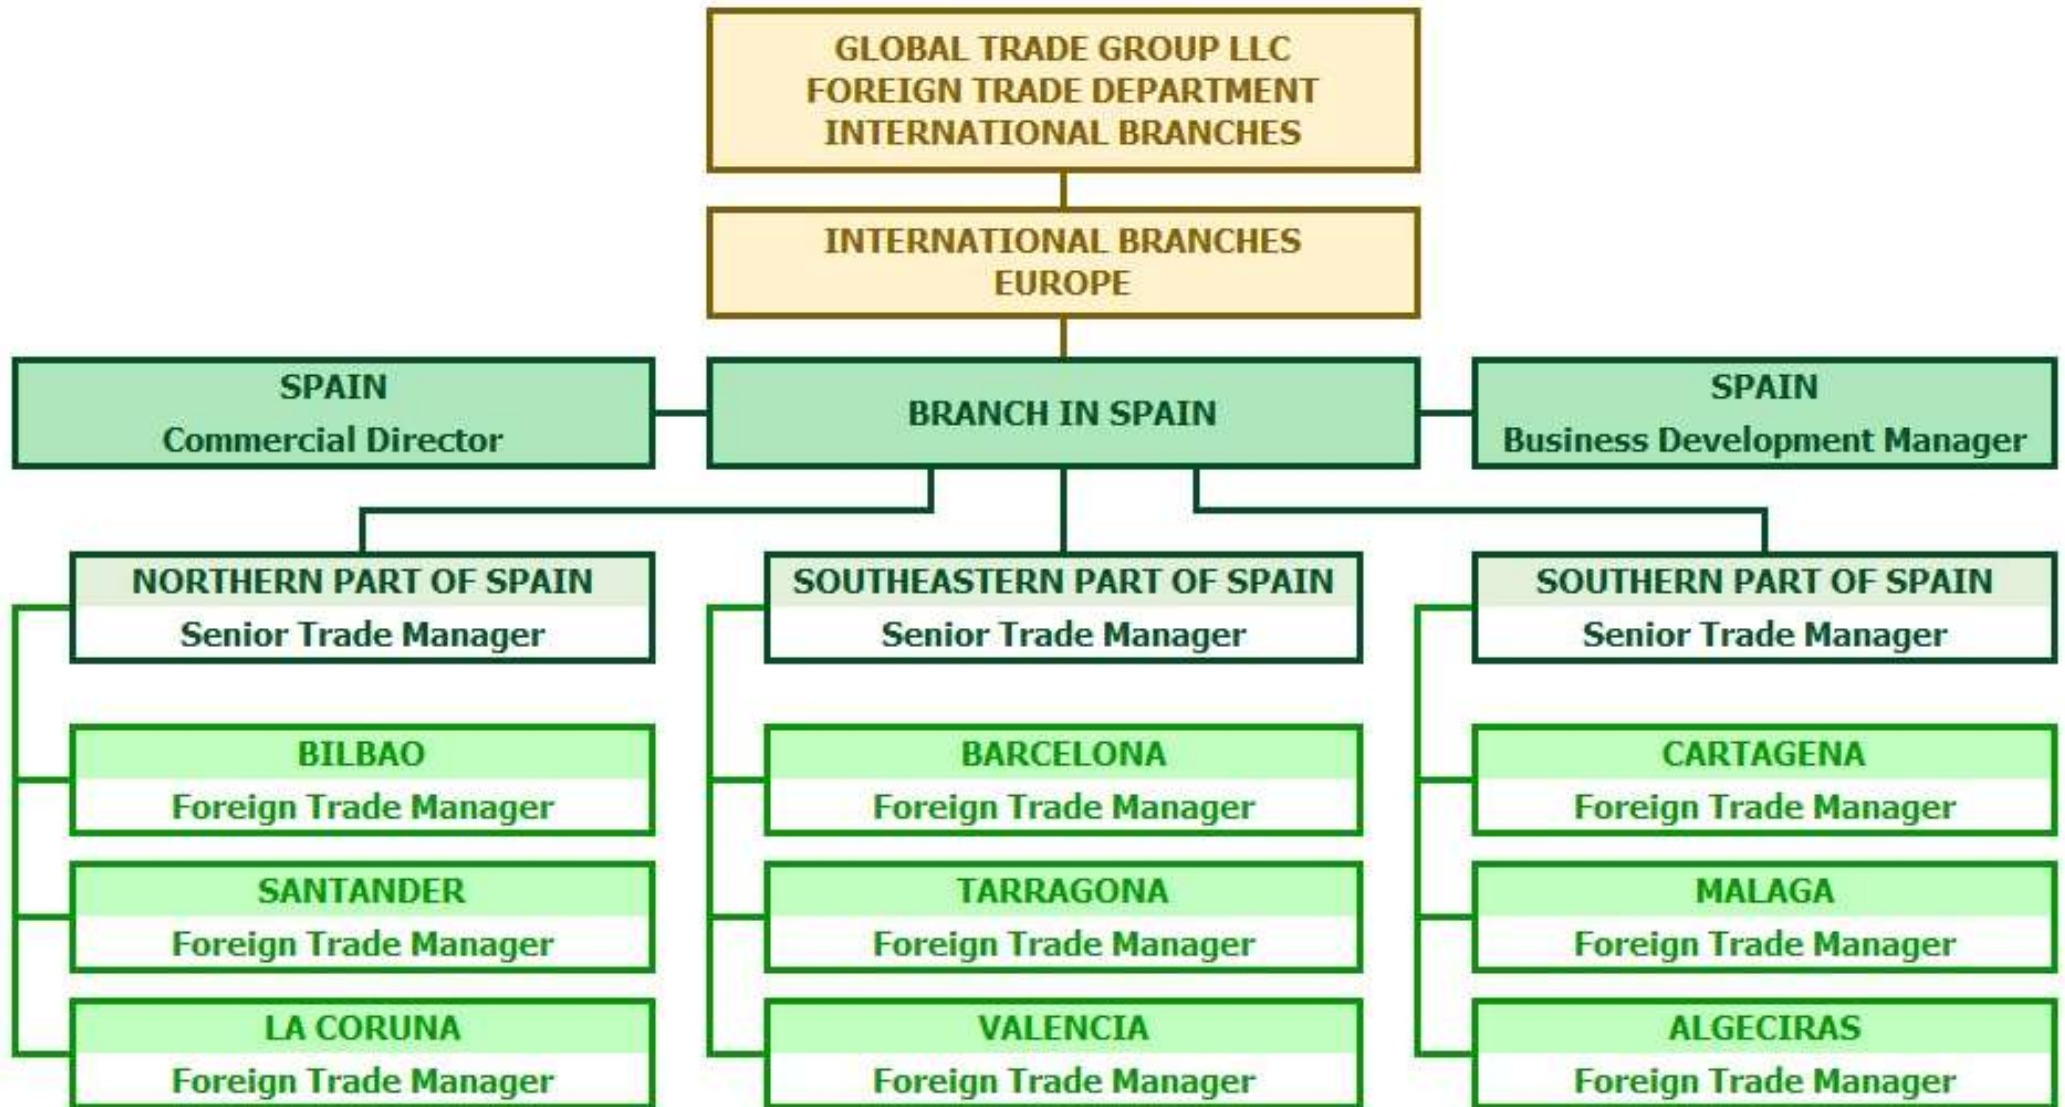 GLOBAL TRADE GROUP LLC
FOREIGN TRADE DEPARTMENT
INTERNATIONAL BRANCHES
INTERNATIONAL BRANCHES
EUROPE
SPAIN
Commercial Director
BRANCH IN SPAIN
SPAIN
Business Development Manager
NORTHERN PART OF SPAIN
Senior Trade Manager
SOUTHEASTERN PART OF SPAIN
Senior Trade Manager
SOUTHERN PART OF SPAIN
Senior Trade Manager
BILBAO
Foreign Trade Manager
BARCELONA
Foreign Trade Manager
CARTAGENA
Foreign Trade Manager
SANTANDER
Foreign Trade Manager
TARRAGONA
Foreign Trade Manager
MALAGA
Foreign Trade Manager
LA CORUNA
Foreign Trade Manager
VALENCIA
Foreign Trade Manager
ALGECIRAS
Foreign Trade Manager